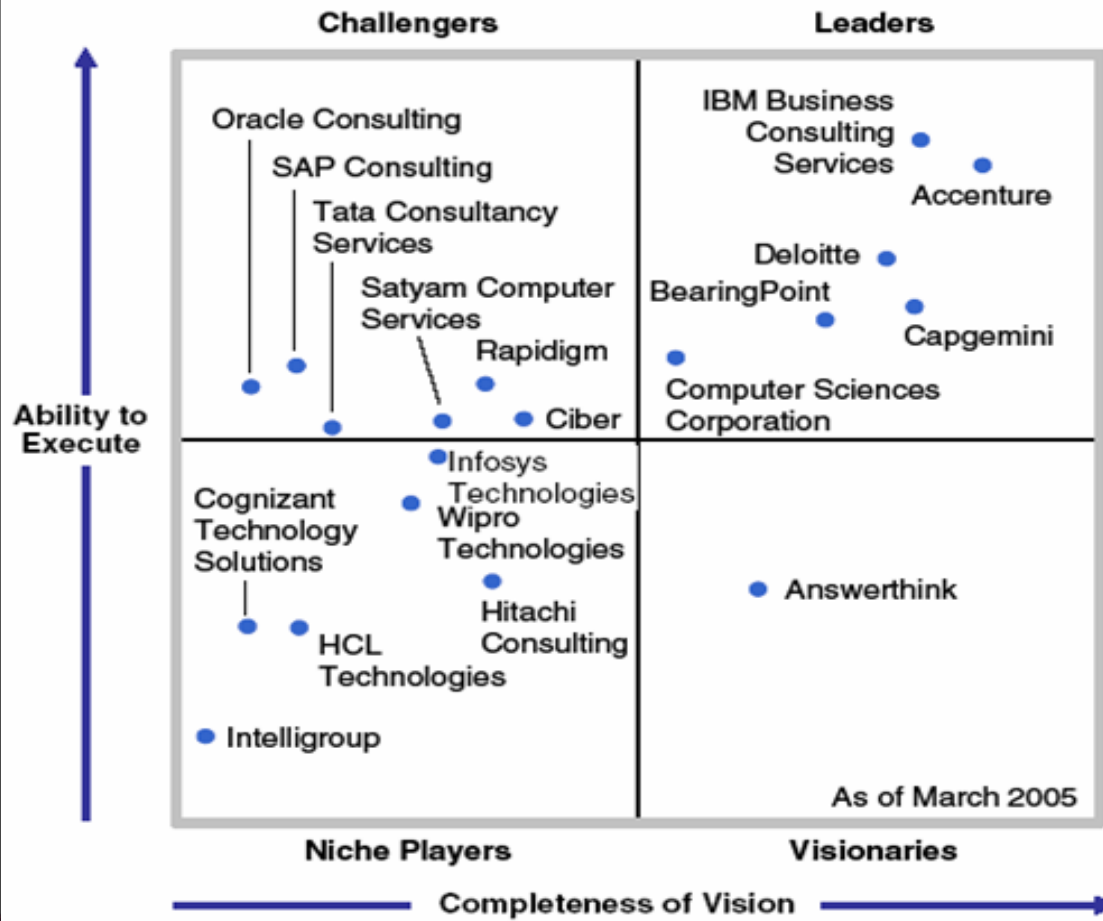 Challengers
Leaders
Oracle Consulting
SAP Consulting
Tata Consultancy
Services
Satyam Computer
Services
Rapidigm
Ciber
IBM Business
Consulting
Services
Accenture
Deloitte
BearingPoint
Capgemini
Computer Sciences
Corporation
Ability to
Execute
Infosys
Technologies
Cognizant
Technology
Solutions
Wipro
Technologies
Hitachi
Consulting
HCL
Technologies
Intelligroup
Answerthink
As of March 2005
Niche Players
Visionaries
Completeness of Vision